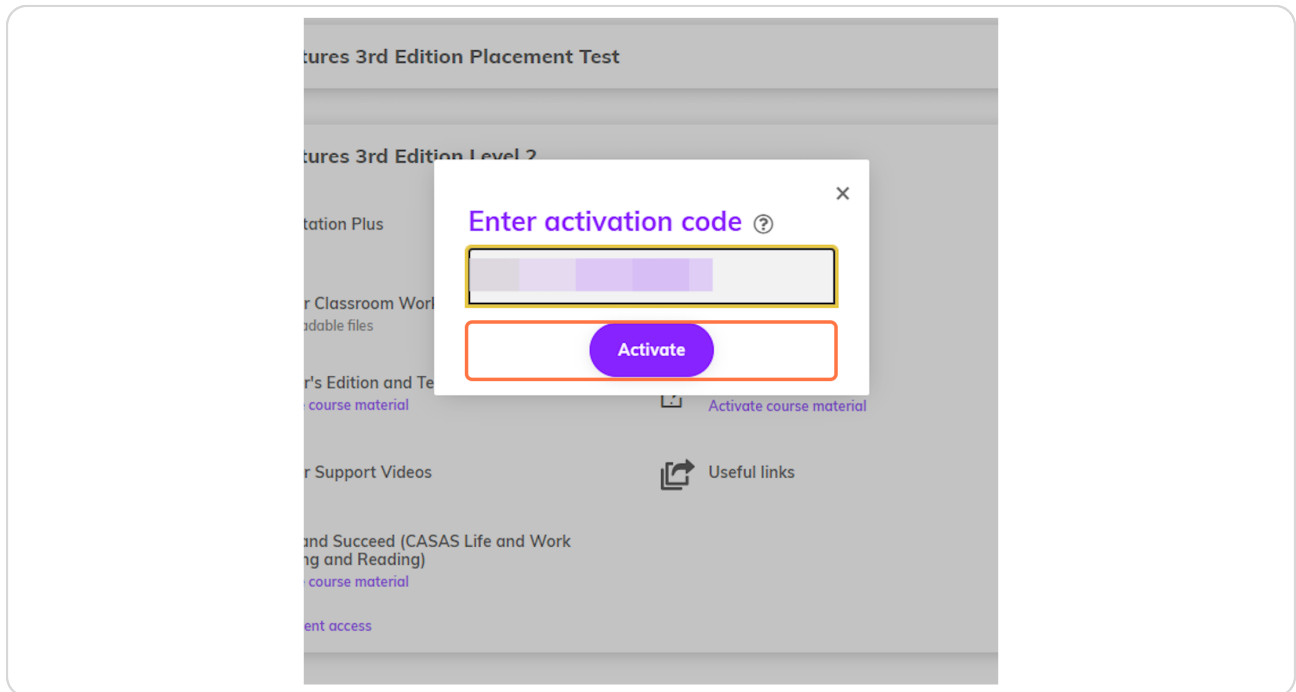 tures 3rd Edition Placement Test
tures 3rd Edition Level 2
tation Plus
Enter activation code
Activate
r Classroom Worl
adable files
r's Edition and Te
course material
Activate course material
r Support Videos
Useful links
and Succeed (CASAS Life and Work
ng and Reading)
course material
ent access